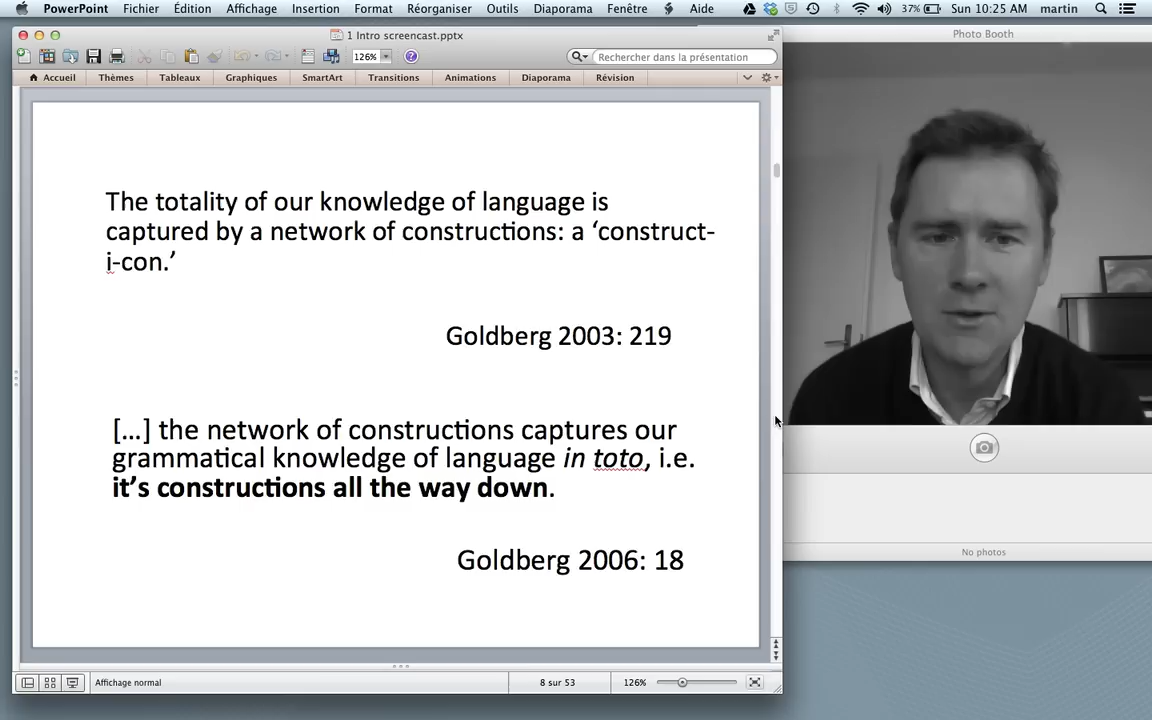 PowerPoint Fichier Édition Affichage Insertion Format Réorganiser Outils Diaporama Fenêtre Aide 37% Sun 10:25 AM martin
1 Intro screencast.pptx
Photo Booth
126% Rechercher dans la présentation
Accueil Thèmes Tableaux Graphiques SmartArt Transitions Animations Diaporama Révision
The totality of our knowledge of language is
captured by a network of constructions: a ‘construct-
i-con.’
Goldberg 2003: 219
[…] the network of constructions captures our
grammatical knowledge of language in toto, i.e.
it’s constructions all the way down.
Goldberg 2006: 18
No photos
Affichage normal 8 sur 53 126%